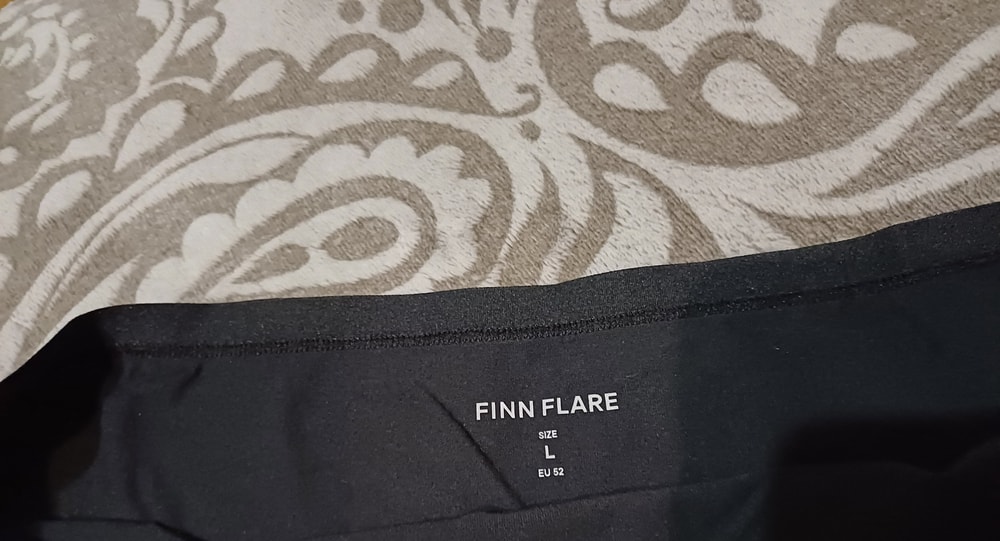 FINN FLARE
SIZE
L
EU 52